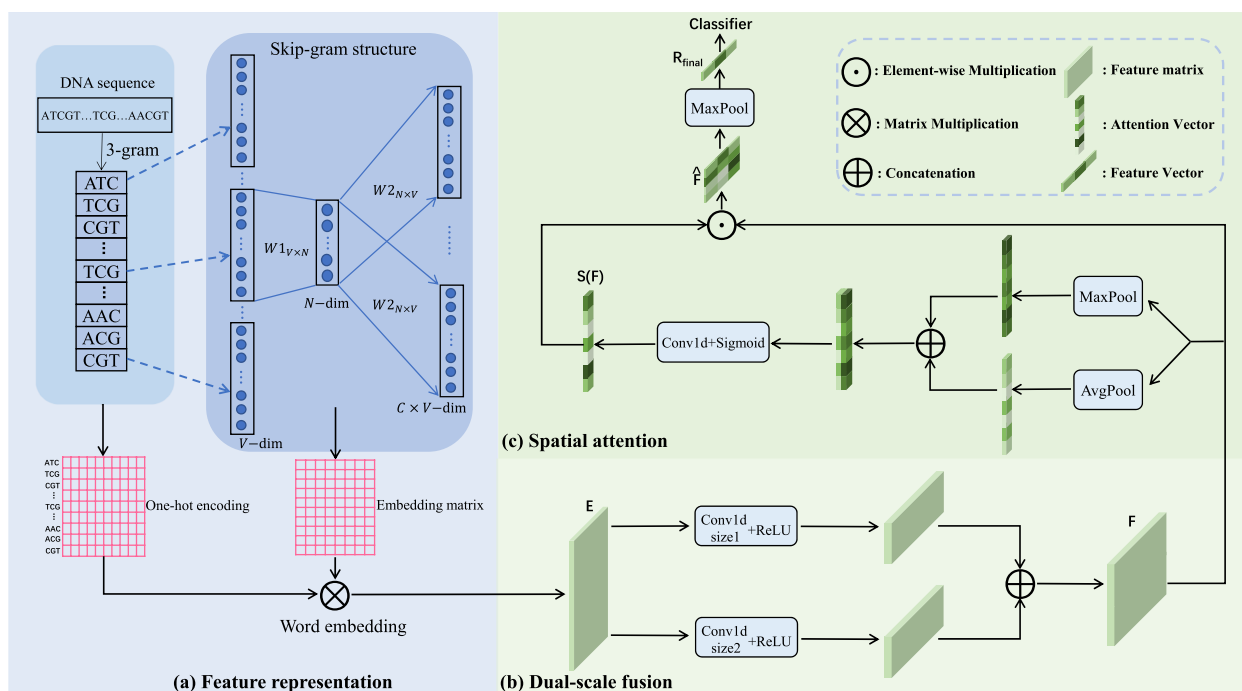 DNA sequence
ATCGT...TCG...AACGT
3-gram
ATC
TCG
CGT
...
TCG
...
AAC
ACG
CGT
Skip-gram structure
W1V×N
N-dim
W2N×V
W2N×V
V-dim
C × V-dim
ATC
TCG
CGT
...
TCG
...
AAC
ACG
CGT
One-hot encoding
Embedding matrix
Word embedding
(a) Feature representation
Classifier
Rfinal
MaxPool
F̂
: Element-wise Multiplication
: Feature matrix
: Matrix Multiplication
: Attention Vector
: Concatenation
: Feature Vector
S(F)
Conv1d+Sigmoid
MaxPool
AvgPool
(c) Spatial attention
E
Conv1d
size1
+ReLU
Conv1d
size2
+ReLU
F
(b) Dual-scale fusion